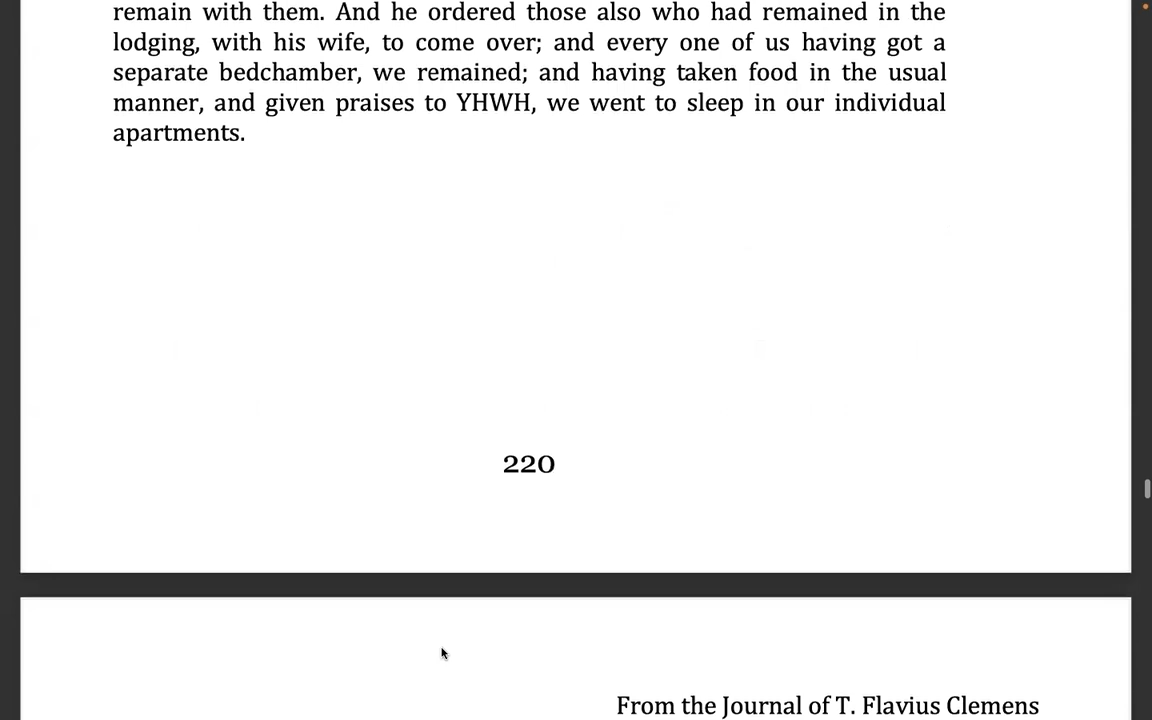 remain with them. And he ordered those also who had remained in the
lodging, with his wife, to come over; and every one of us having got a
separate bedchamber, we remained; and having taken food in the usual
manner, and given praises to YHWH, we went to sleep in our individual
apartments.
220
From the Journal of T. Flavius Clemens